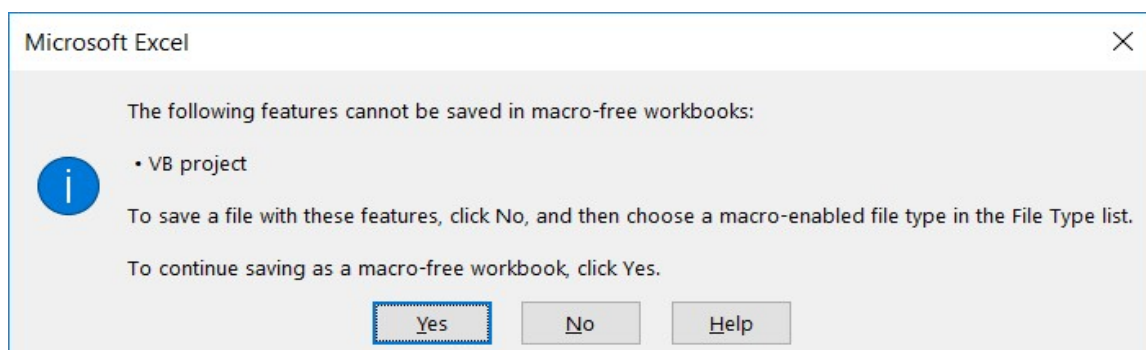 Microsoft Excel
The following features cannot be saved in macro-free workbooks:
• VB project
To save a file with these features, click No, and then choose a macro-enabled file type in the File Type list.
To continue saving as a macro-free workbook, click Yes.
Yes No Help